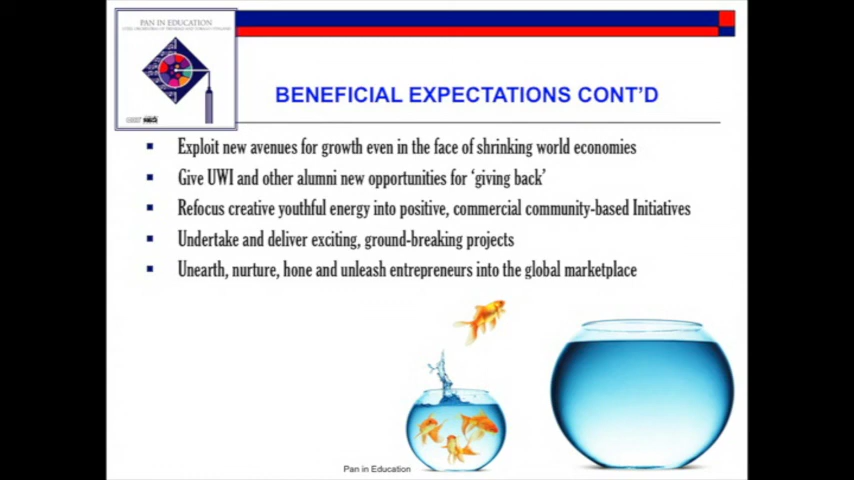 PAN IN EDUCATION
BENEFICIAL EXPECTATIONS CONT'D
Exploit new avenues for growth even in the face of shrinking world economies
Give UWI and other alumni new opportunities for 'giving back'
Refocus creative youthful energy into positive, commercial community-based Initiatives
Undertake and deliver exciting, ground-breaking projects
Unearth, nurture, hone and unleash entrepreneurs into the global marketplace
Pan in Education